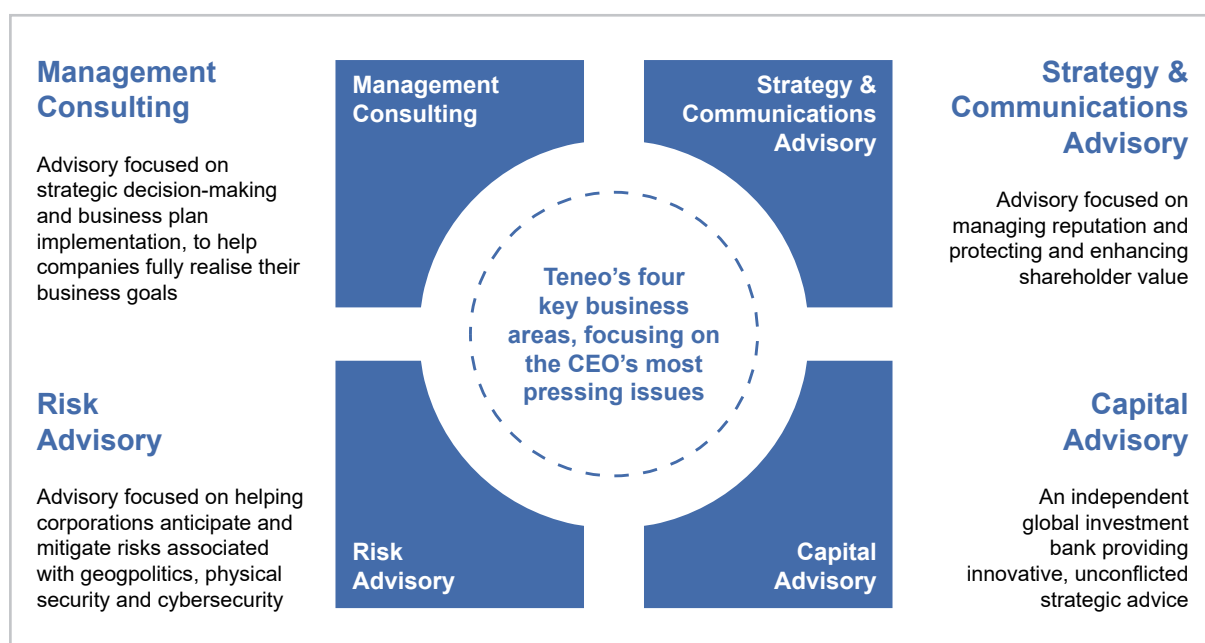 Management
Consulting
Advisory focused on
strategic decision-making
and business plan
implementation, to help
companies fully realise their
business goals
Management
Consulting
Strategy &
Communications
Advisory
Strategy &
Communications
Advisory
Advisory focused on
managing reputation and
protecting and enhancing
shareholder value
Teneo’s four
key business
areas, focusing on
the CEO’s most
pressing issues
Risk
Advisory
Advisory focused on helping
corporations anticipate and
mitigate risks associated
with geogpolitics, physical
security and cybersecurity
Risk
Advisory
Capital
Advisory
Capital
Advisory
An independent
global investment
bank providing
innovative, unconflicted
strategic advice